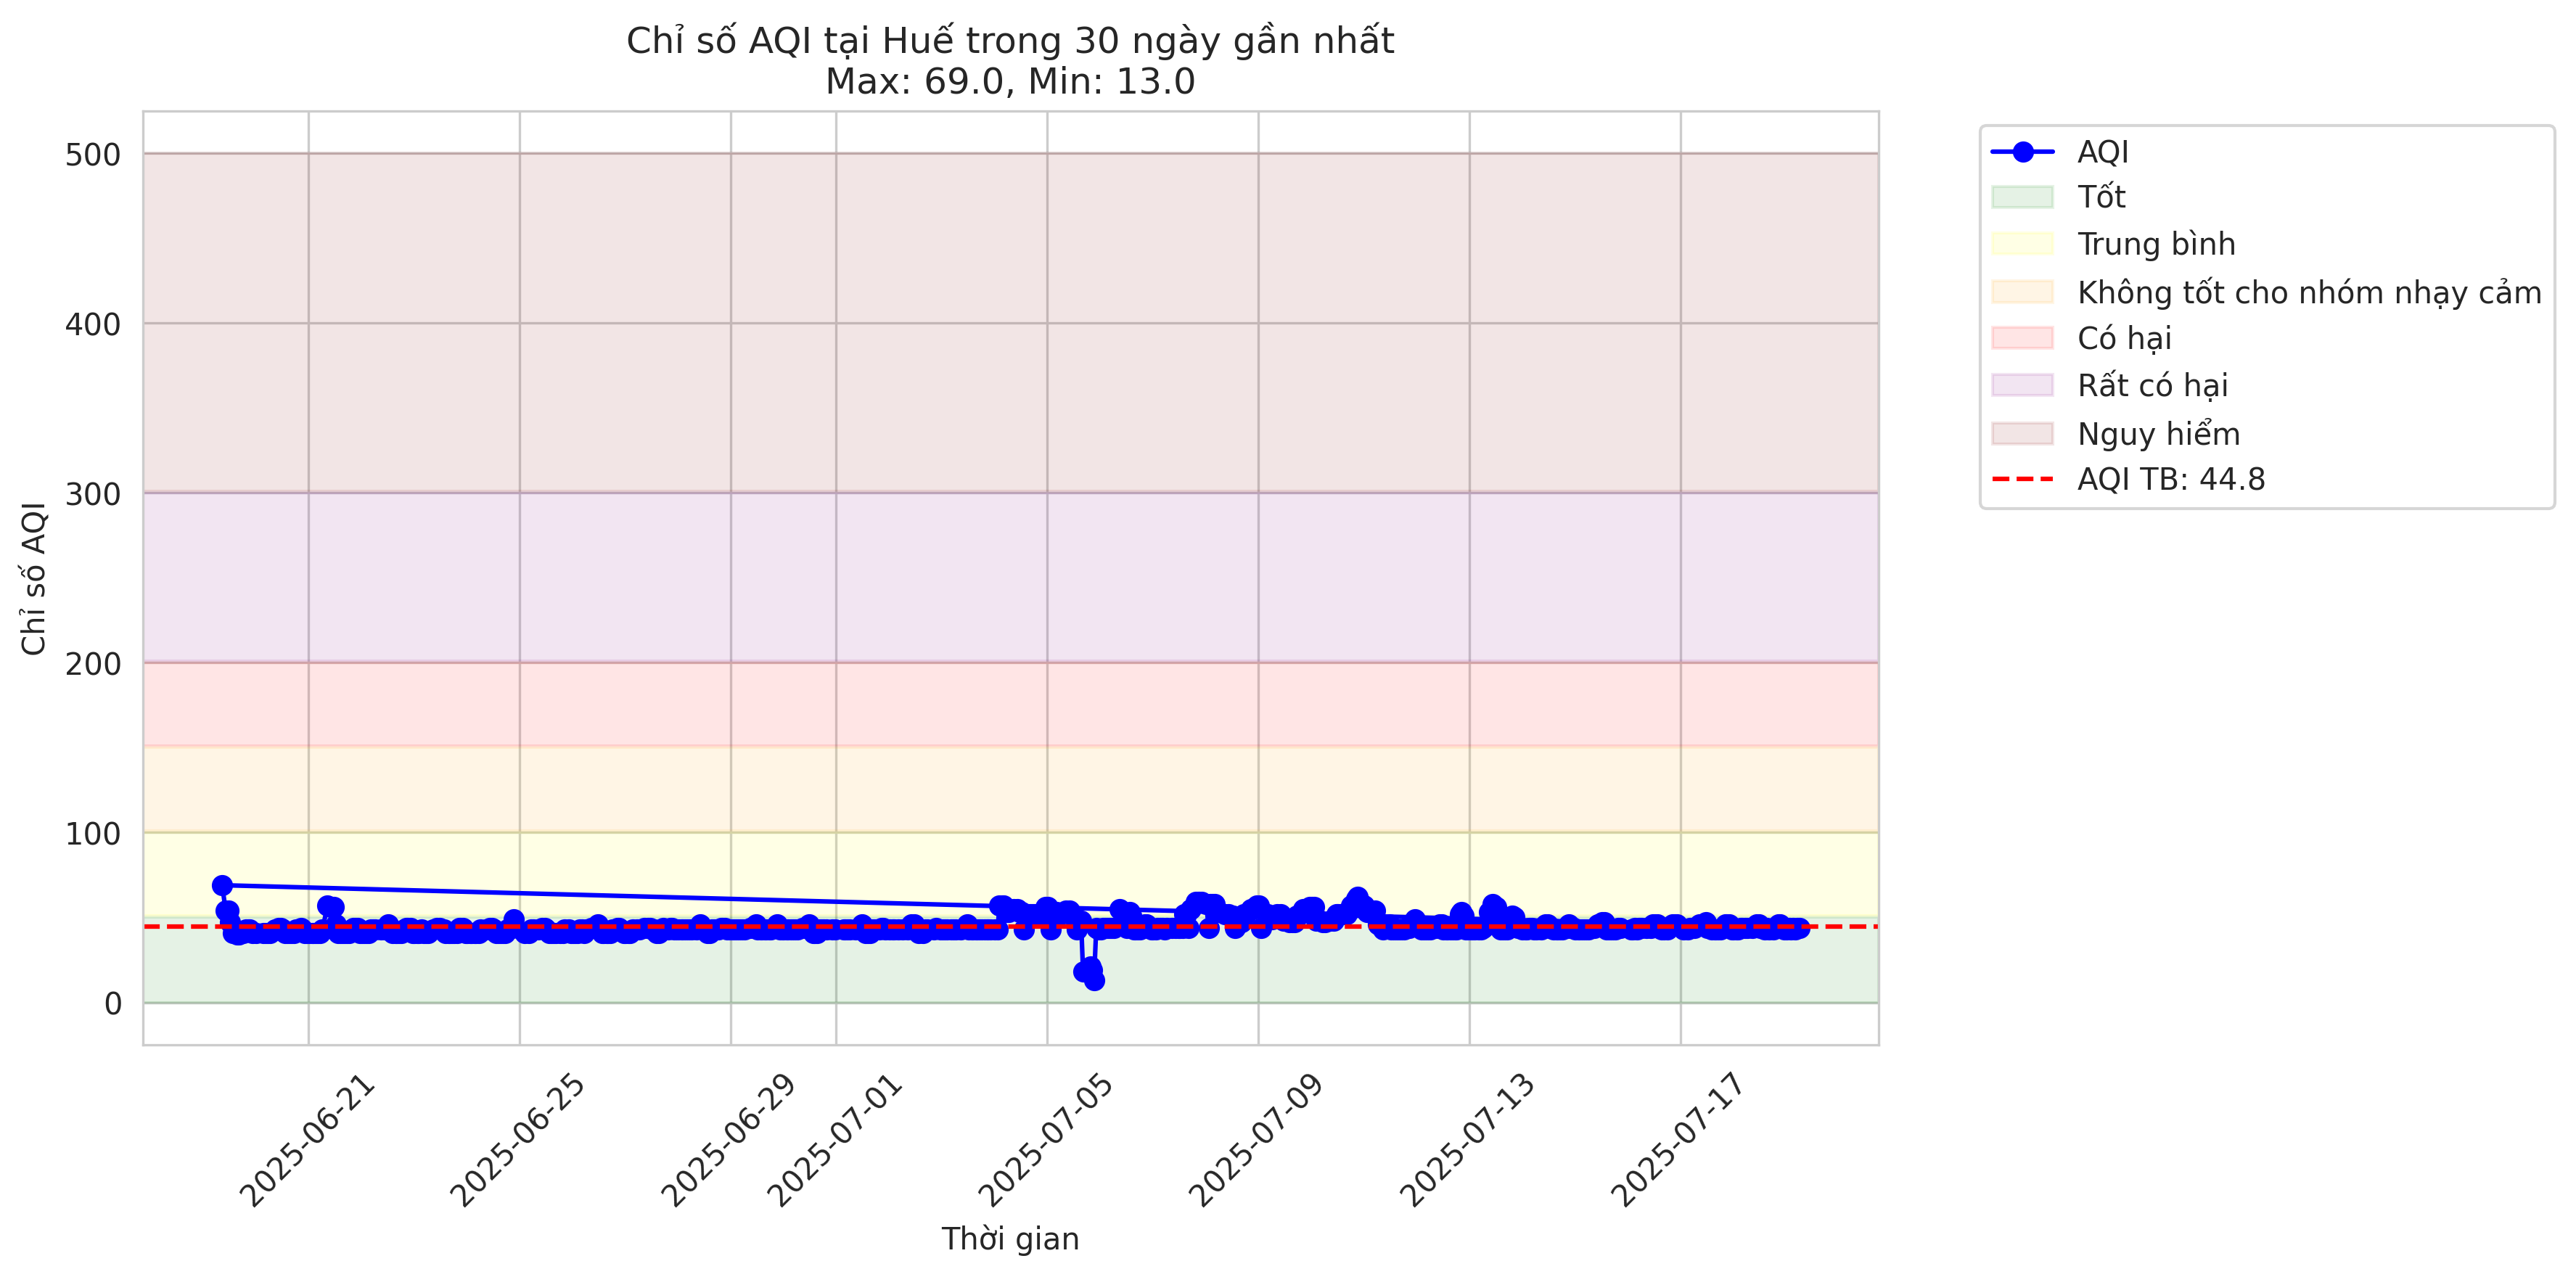 Chỉ số AQI tại Huế trong 30 ngày gần nhất
Max: 69.0, Min: 13.0
Chỉ số AQI
500
400
300
200
100
0
2025-06-21
2025-06-25
2025-06-29
2025-07-01
2025-07-05
2025-07-09
2025-07-13
2025-07-17
Thời gian
AQI
Tốt
Trung bình
Không tốt cho nhóm nhạy cảm
Có hại
Rất có hại
Nguy hiểm
AQI TB: 44.8